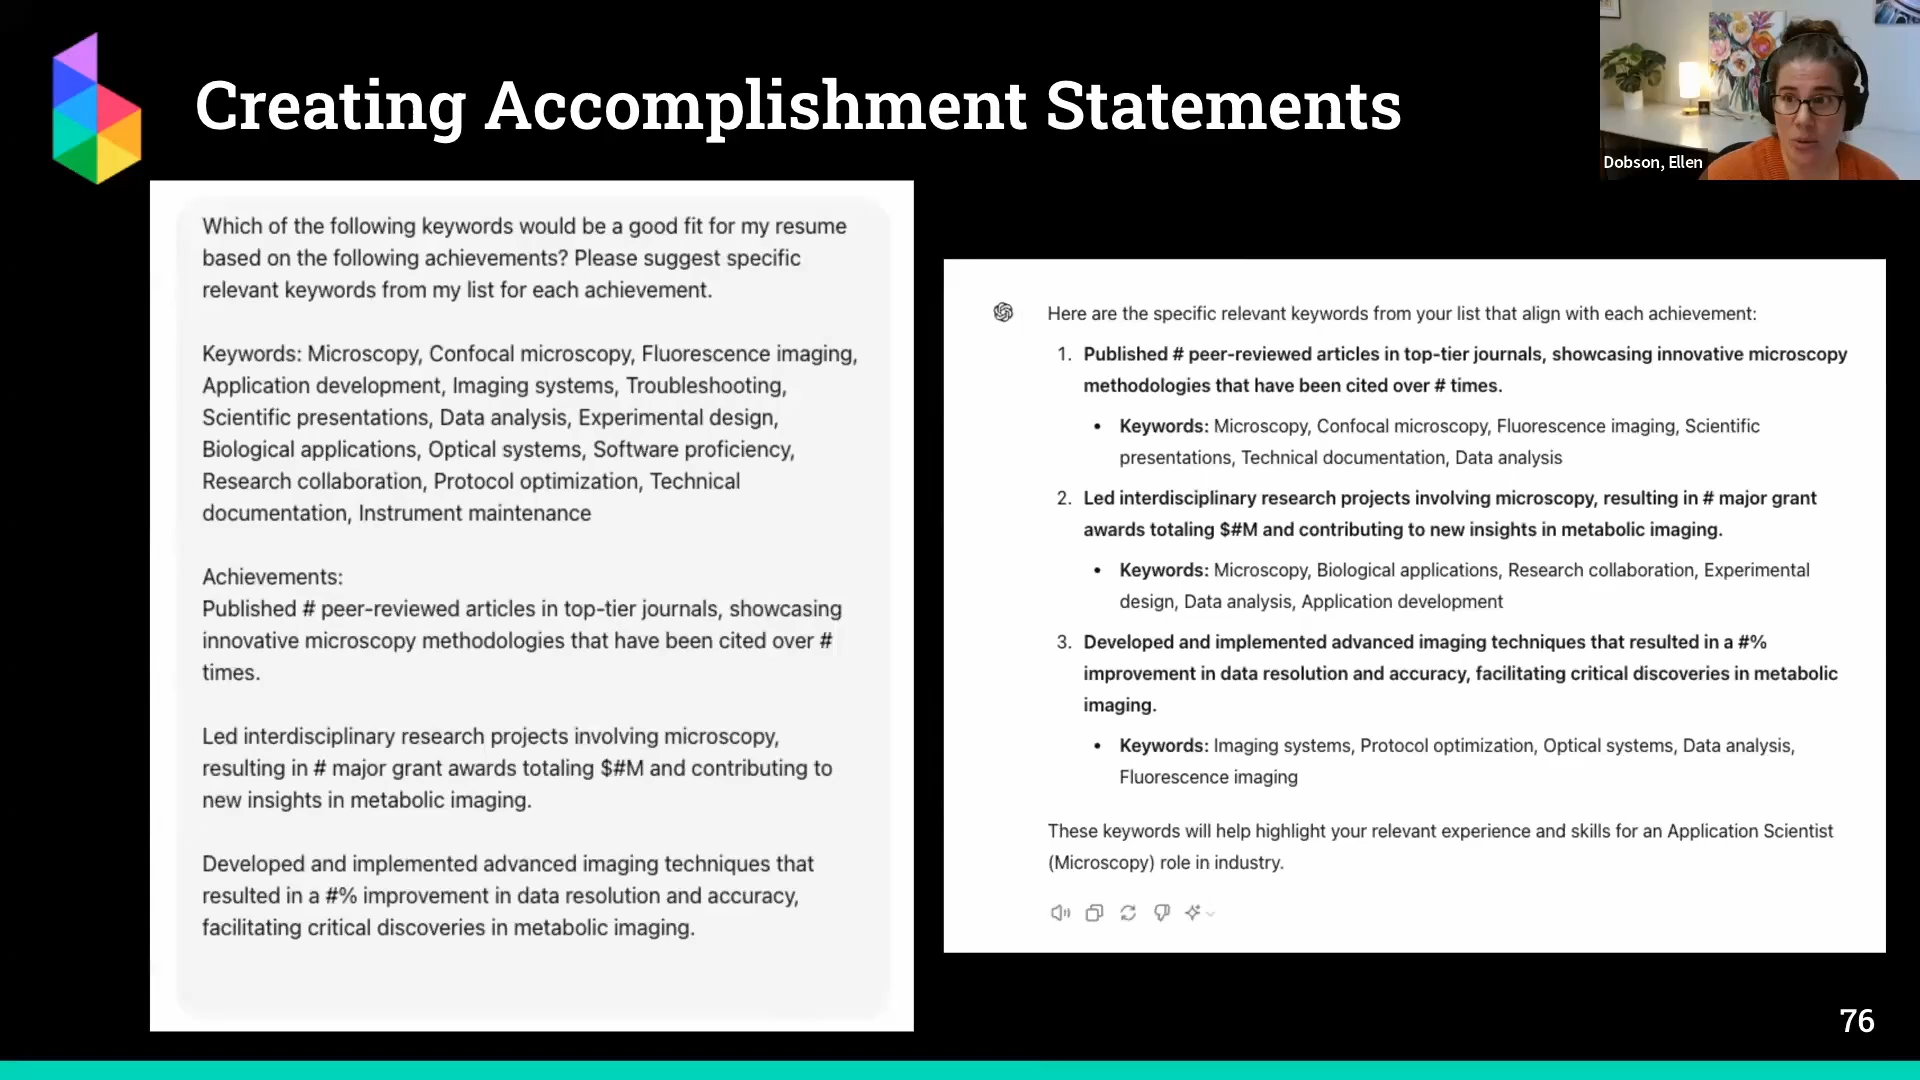 Creating Accomplishment Statements
Dobson, Ellen
Which of the following keywords would be a good fit for my resume
based on the following achievements? Please suggest specific
relevant keywords from my list for each achievement.
Keywords: Microscopy, Confocal microscopy, Fluorescence imaging,
Application development, Imaging systems, Troubleshooting,
Scientific presentations, Data analysis, Experimental design,
Biological applications, Optical systems, Software proficiency,
Research collaboration, Protocol optimization, Technical
documentation, Instrument maintenance
Achievements:
Published # peer-reviewed articles in top-tier journals, showcasing
innovative microscopy methodologies that have been cited over #
times.
Led interdisciplinary research projects involving microscopy,
resulting in # major grant awards totaling $#M and contributing to
new insights in metabolic imaging.
Developed and implemented advanced imaging techniques that
resulted in a #% improvement in data resolution and accuracy,
facilitating critical discoveries in metabolic imaging.
Here are the specific relevant keywords from your list that align with each achievement:
1. Published # peer-reviewed articles in top-tier journals, showcasing innovative microscopy
methodologies that have been cited over # times.
• Keywords: Microscopy, Confocal microscopy, Fluorescence imaging, Scientific
presentations, Technical documentation, Data analysis
2. Led interdisciplinary research projects involving microscopy, resulting in # major grant
awards totaling $#M and contributing to new insights in metabolic imaging.
• Keywords: Microscopy, Biological applications, Research collaboration, Experimental
design, Data analysis, Application development
3. Developed and implemented advanced imaging techniques that resulted in a #%
improvement in data resolution and accuracy, facilitating critical discoveries in metabolic
imaging.
• Keywords: Imaging systems, Protocol optimization, Optical systems, Data analysis,
Fluorescence imaging
These keywords will help highlight your relevant experience and skills for an Application Scientist
(Microscopy) role in industry.
76